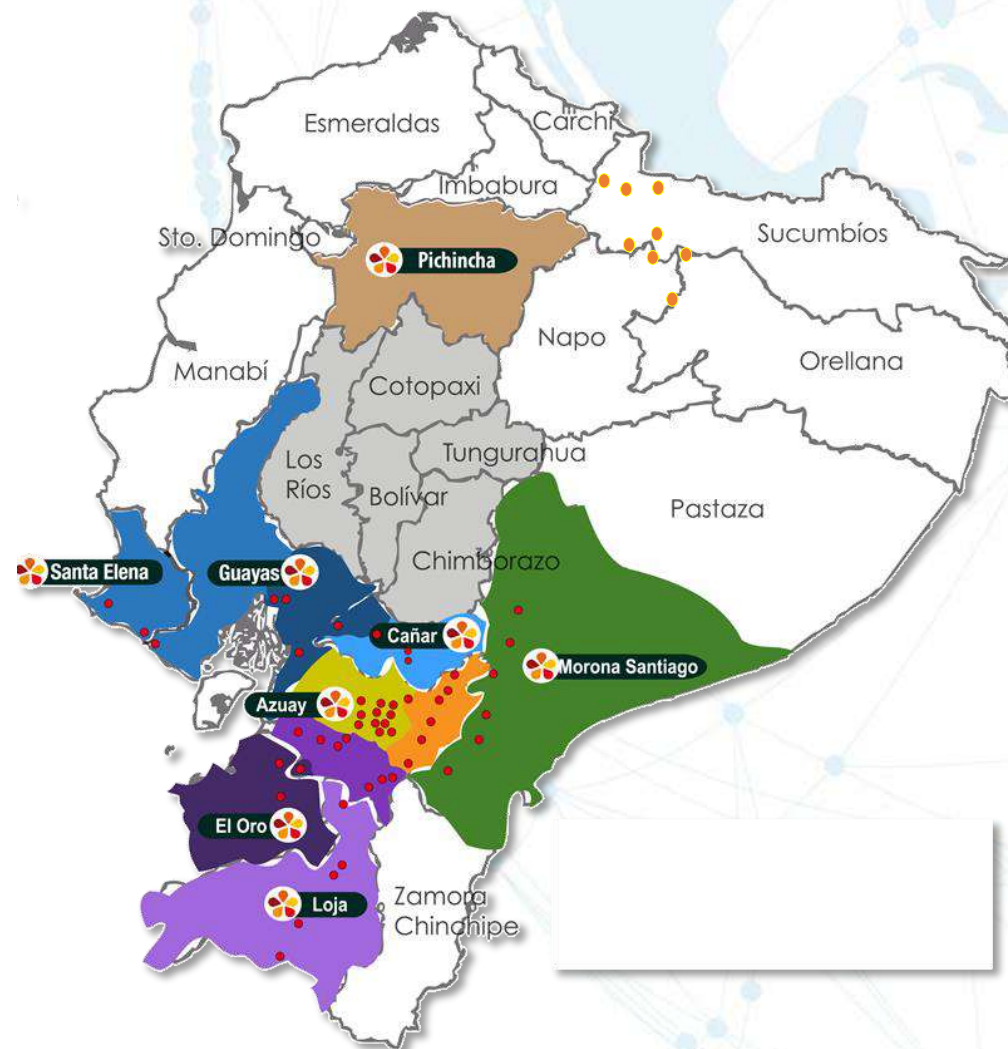 Esmeraldas
Carchi
Imbabura
Sto. Domingo
Sucumbíos
Pichincha
Napo
Orellana
Manabí
Cotopaxi
Tungurahua
Los
Ríos
Bolívar
Pastaza
Chimborazo
Santa Elena
Guayas
Cañar
Morona Santiago
Azuay
El Oro
Loja
Zamora
Chinchipe